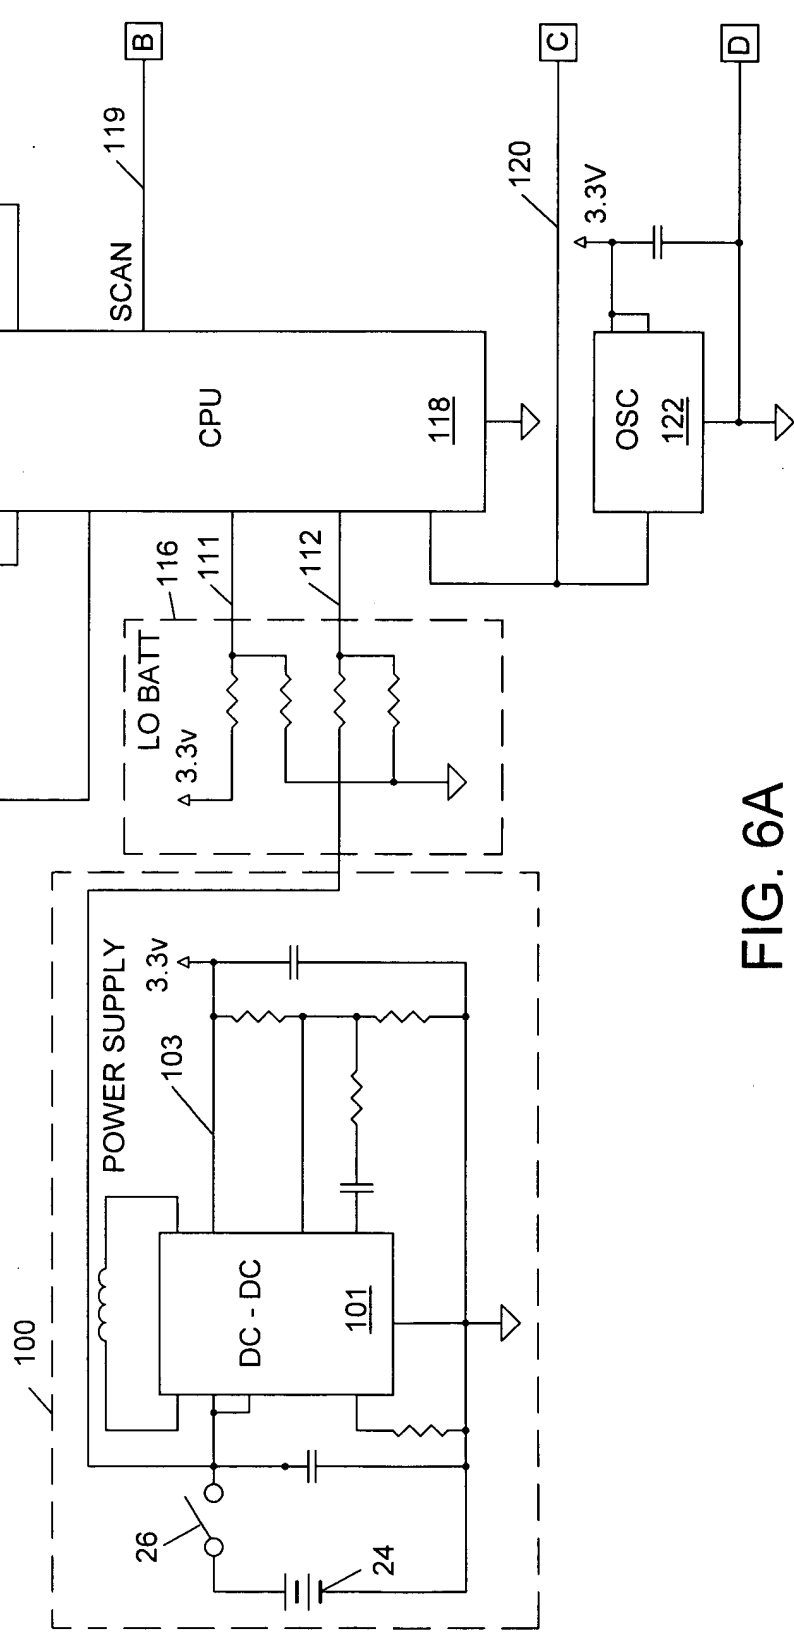 100
POWER SUPPLY
103
3.3v
26
24
DC - DC
101
LO BATT
116
3.3v
111
112
CPU
118
SCAN
119
B
120
C
OSC
122
3.3V
D
FIG. 6A